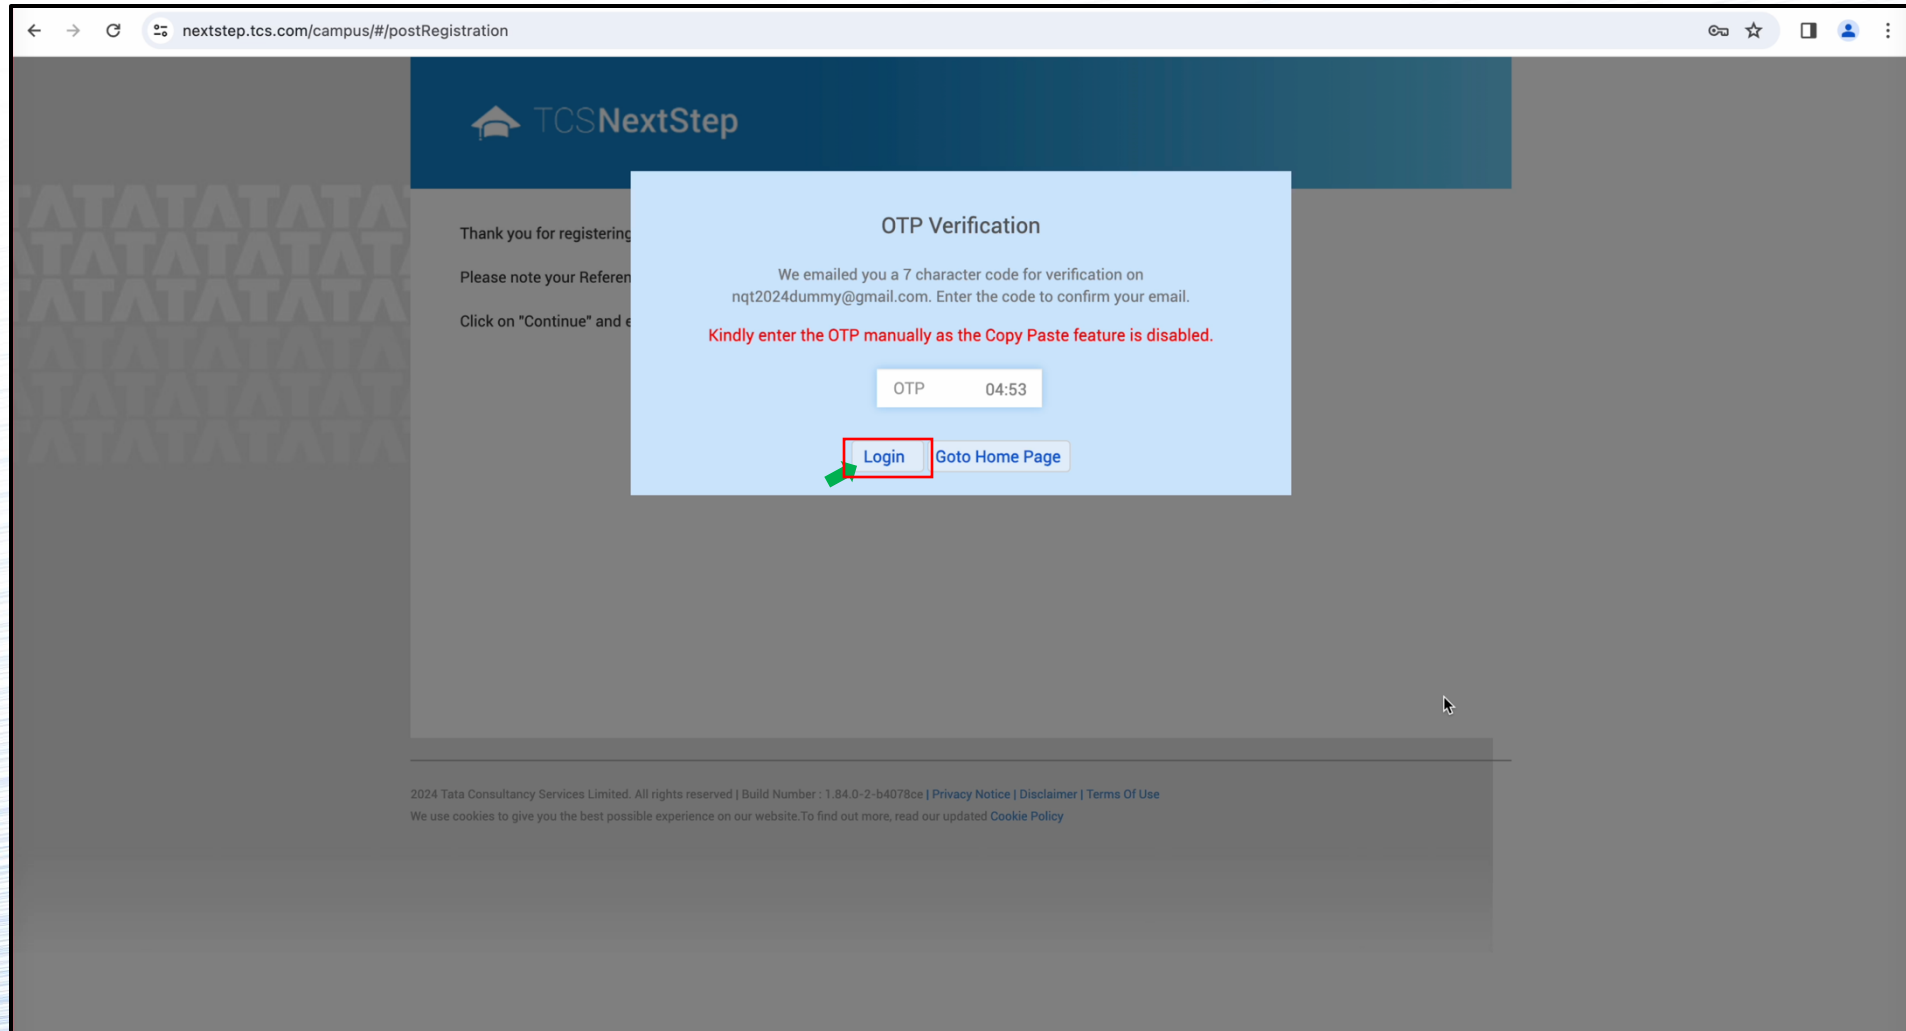 nextstep.tcs.com/campus/#/postRegistration
TCSNextStep
OTP Verification
Thank you for registering
We emailed you a 7 character code for verification on
Please note your Referen
nqt2024dummy@gmail.com. Enter the code to confirm your email.
Click on "Continue" and e
Kindly enter the OTP manually as the Copy Paste feature is disabled.
OTP 04:53
Login Goto Home Page
2024 Tata Consultancy Services Limited. All rights reserved | Build Number : 1.84.0-2-b4078ce | Privacy Notice | Disclaimer | Terms Of Use
We use cookies to give you the best possible experience on our website.To find out more, read our updated Cookie Policy